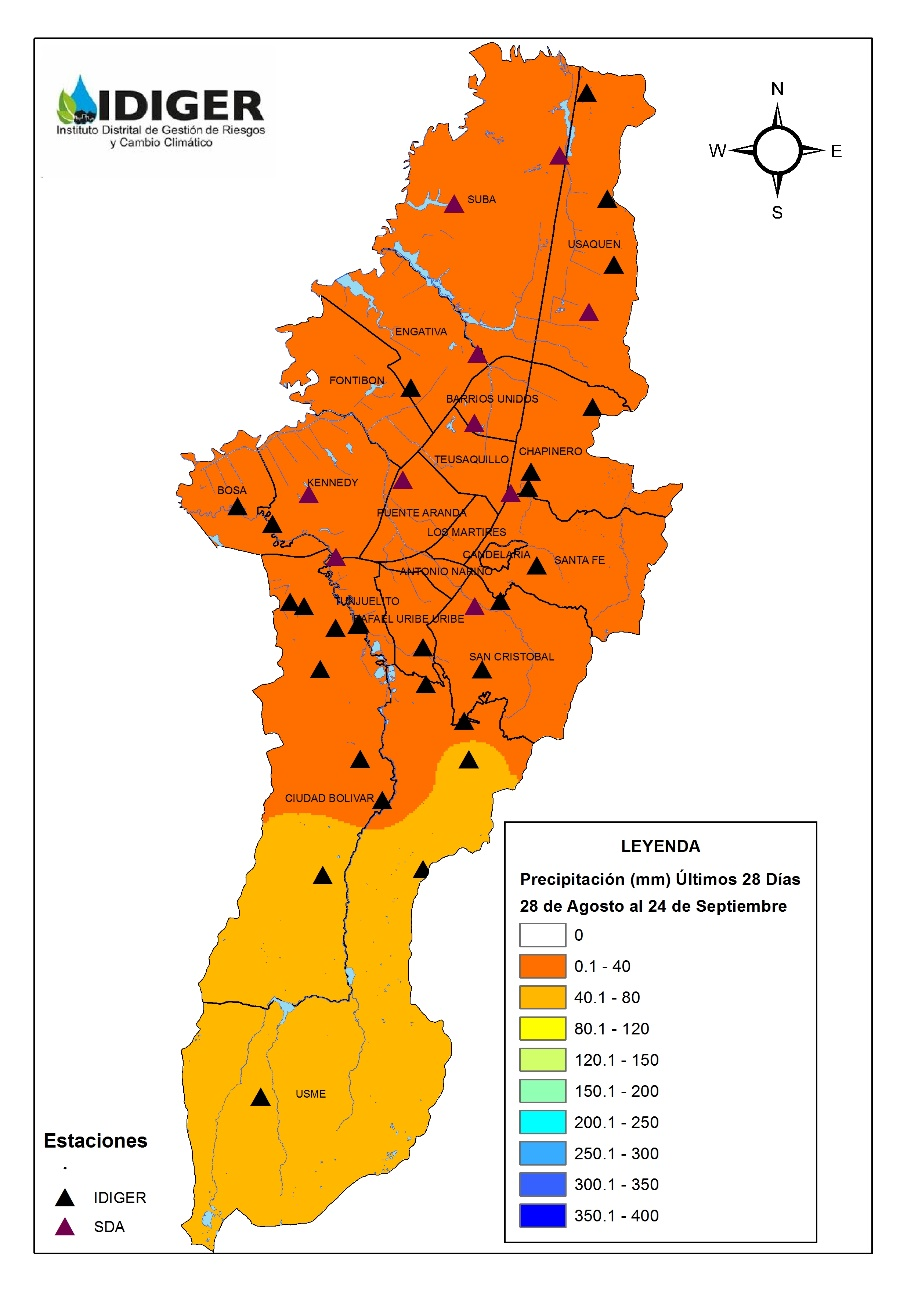 IDIGER
Instituto Distrital de Gestión de Riesgos
y Cambio Climático
N
W
E
S
SUBA
USAQUEN
ENGATIVA
FONTIBON
BARRIOS UNIDOS
CHAPINERO
TEUSAQUILLO
KENNEDY
BOSA
PUENTE ARANDA
LOS MARTIRES
CANDELARIA
SANTA FE
ANTONIO NARIÑO
TUNJUELITO
RAFAEL URIBE URIBE
SAN CRISTOBAL
CIUDAD BOLIVAR
USME
LEYENDA
Precipitación (mm) Últimos 28 Días
28 de Agosto al 24 de Septiembre
0
0.1 - 40
40.1 - 80
80.1 - 120
120.1 - 150
150.1 - 200
200.1 - 250
250.1 - 300
300.1 - 350
350.1 - 400
Estaciones
IDIGER
SDA